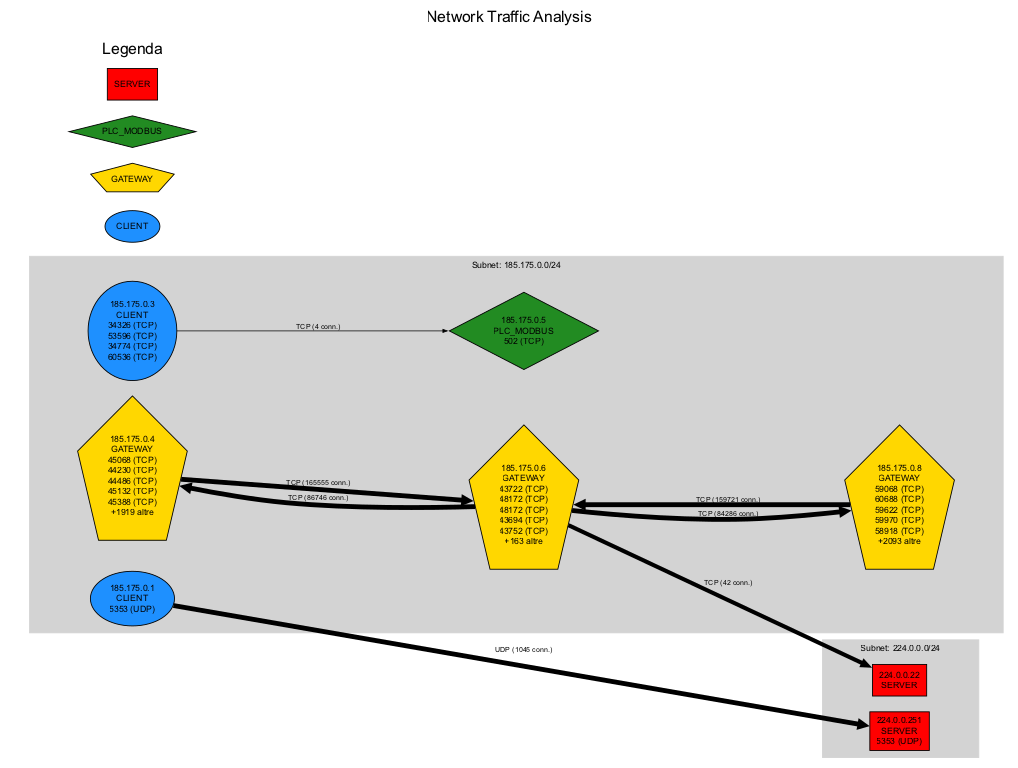 Network Traffic Analysis
Legenda
SERVER
PLC_MODBUS
GATEWAY
CLIENT
Subnet: 185.175.0.0/24
185.175.0.3
CLIENT
34326 (TCP)
53596 (TCP)
34774 (TCP)
60536 (TCP)
TCP (4 conn.)
185.175.0.5
PLC_MODBUS
502 (TCP)
185.175.0.4
GATEWAY
45068 (TCP)
44230 (TCP)
44486 (TCP)
45132 (TCP)
45388 (TCP)
+1919 altre
TCP (165555 conn.)
TCP (86746 conn.)
185.175.0.6
GATEWAY
43722 (TCP)
48172 (TCP)
48172 (TCP)
43694 (TCP)
43752 (TCP)
+163 altre
TCP (159721 conn.)
TCP (84286 conn.)
185.175.0.8
GATEWAY
59068 (TCP)
60688 (TCP)
59622 (TCP)
59970 (TCP)
58918 (TCP)
+2093 altre
TCP (42 conn.)
185.175.0.1
CLIENT
5353 (UDP)
UDP (1045 conn.)
Subnet: 224.0.0.0/24
224.0.0.22
SERVER
224.0.0.251
SERVER
5353 (UDP)